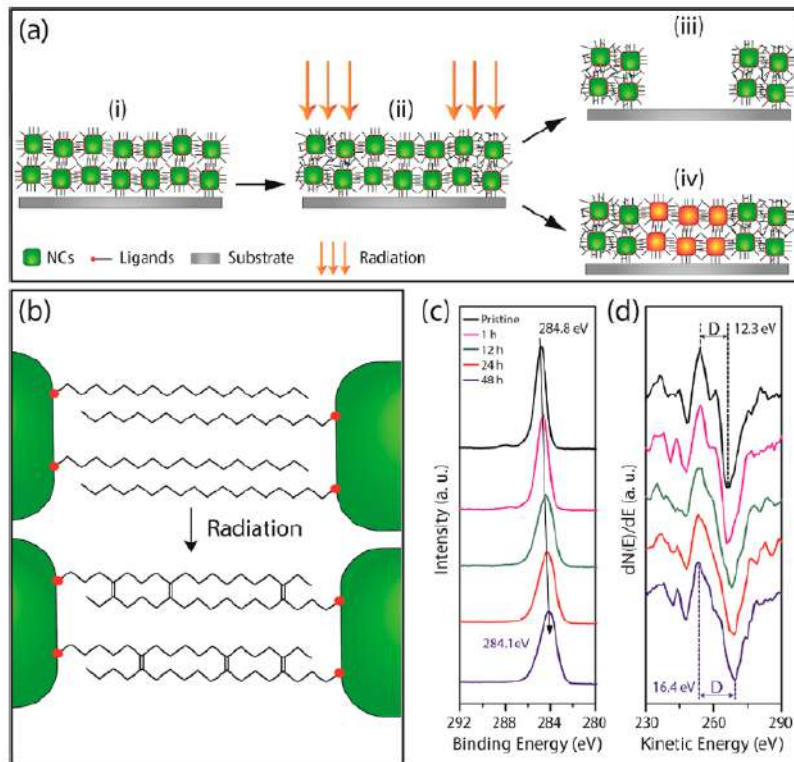 (a)
(i)
(ii)
(iii)
(iv)
NCs
Ligands
Substrate
Radiation
(b)
Radiation
(c)
Pristine
1 h
12 h
24 h
48 h
284.8 eV
284.1eV
Intensity (a. u.)
292 288 284 280
Binding Energy (eV)
(d)
D
12.3 eV
dN(E)/dE (a. u.)
16.4 eV
D
230 250 270 290
Kinetic Energy (eV)